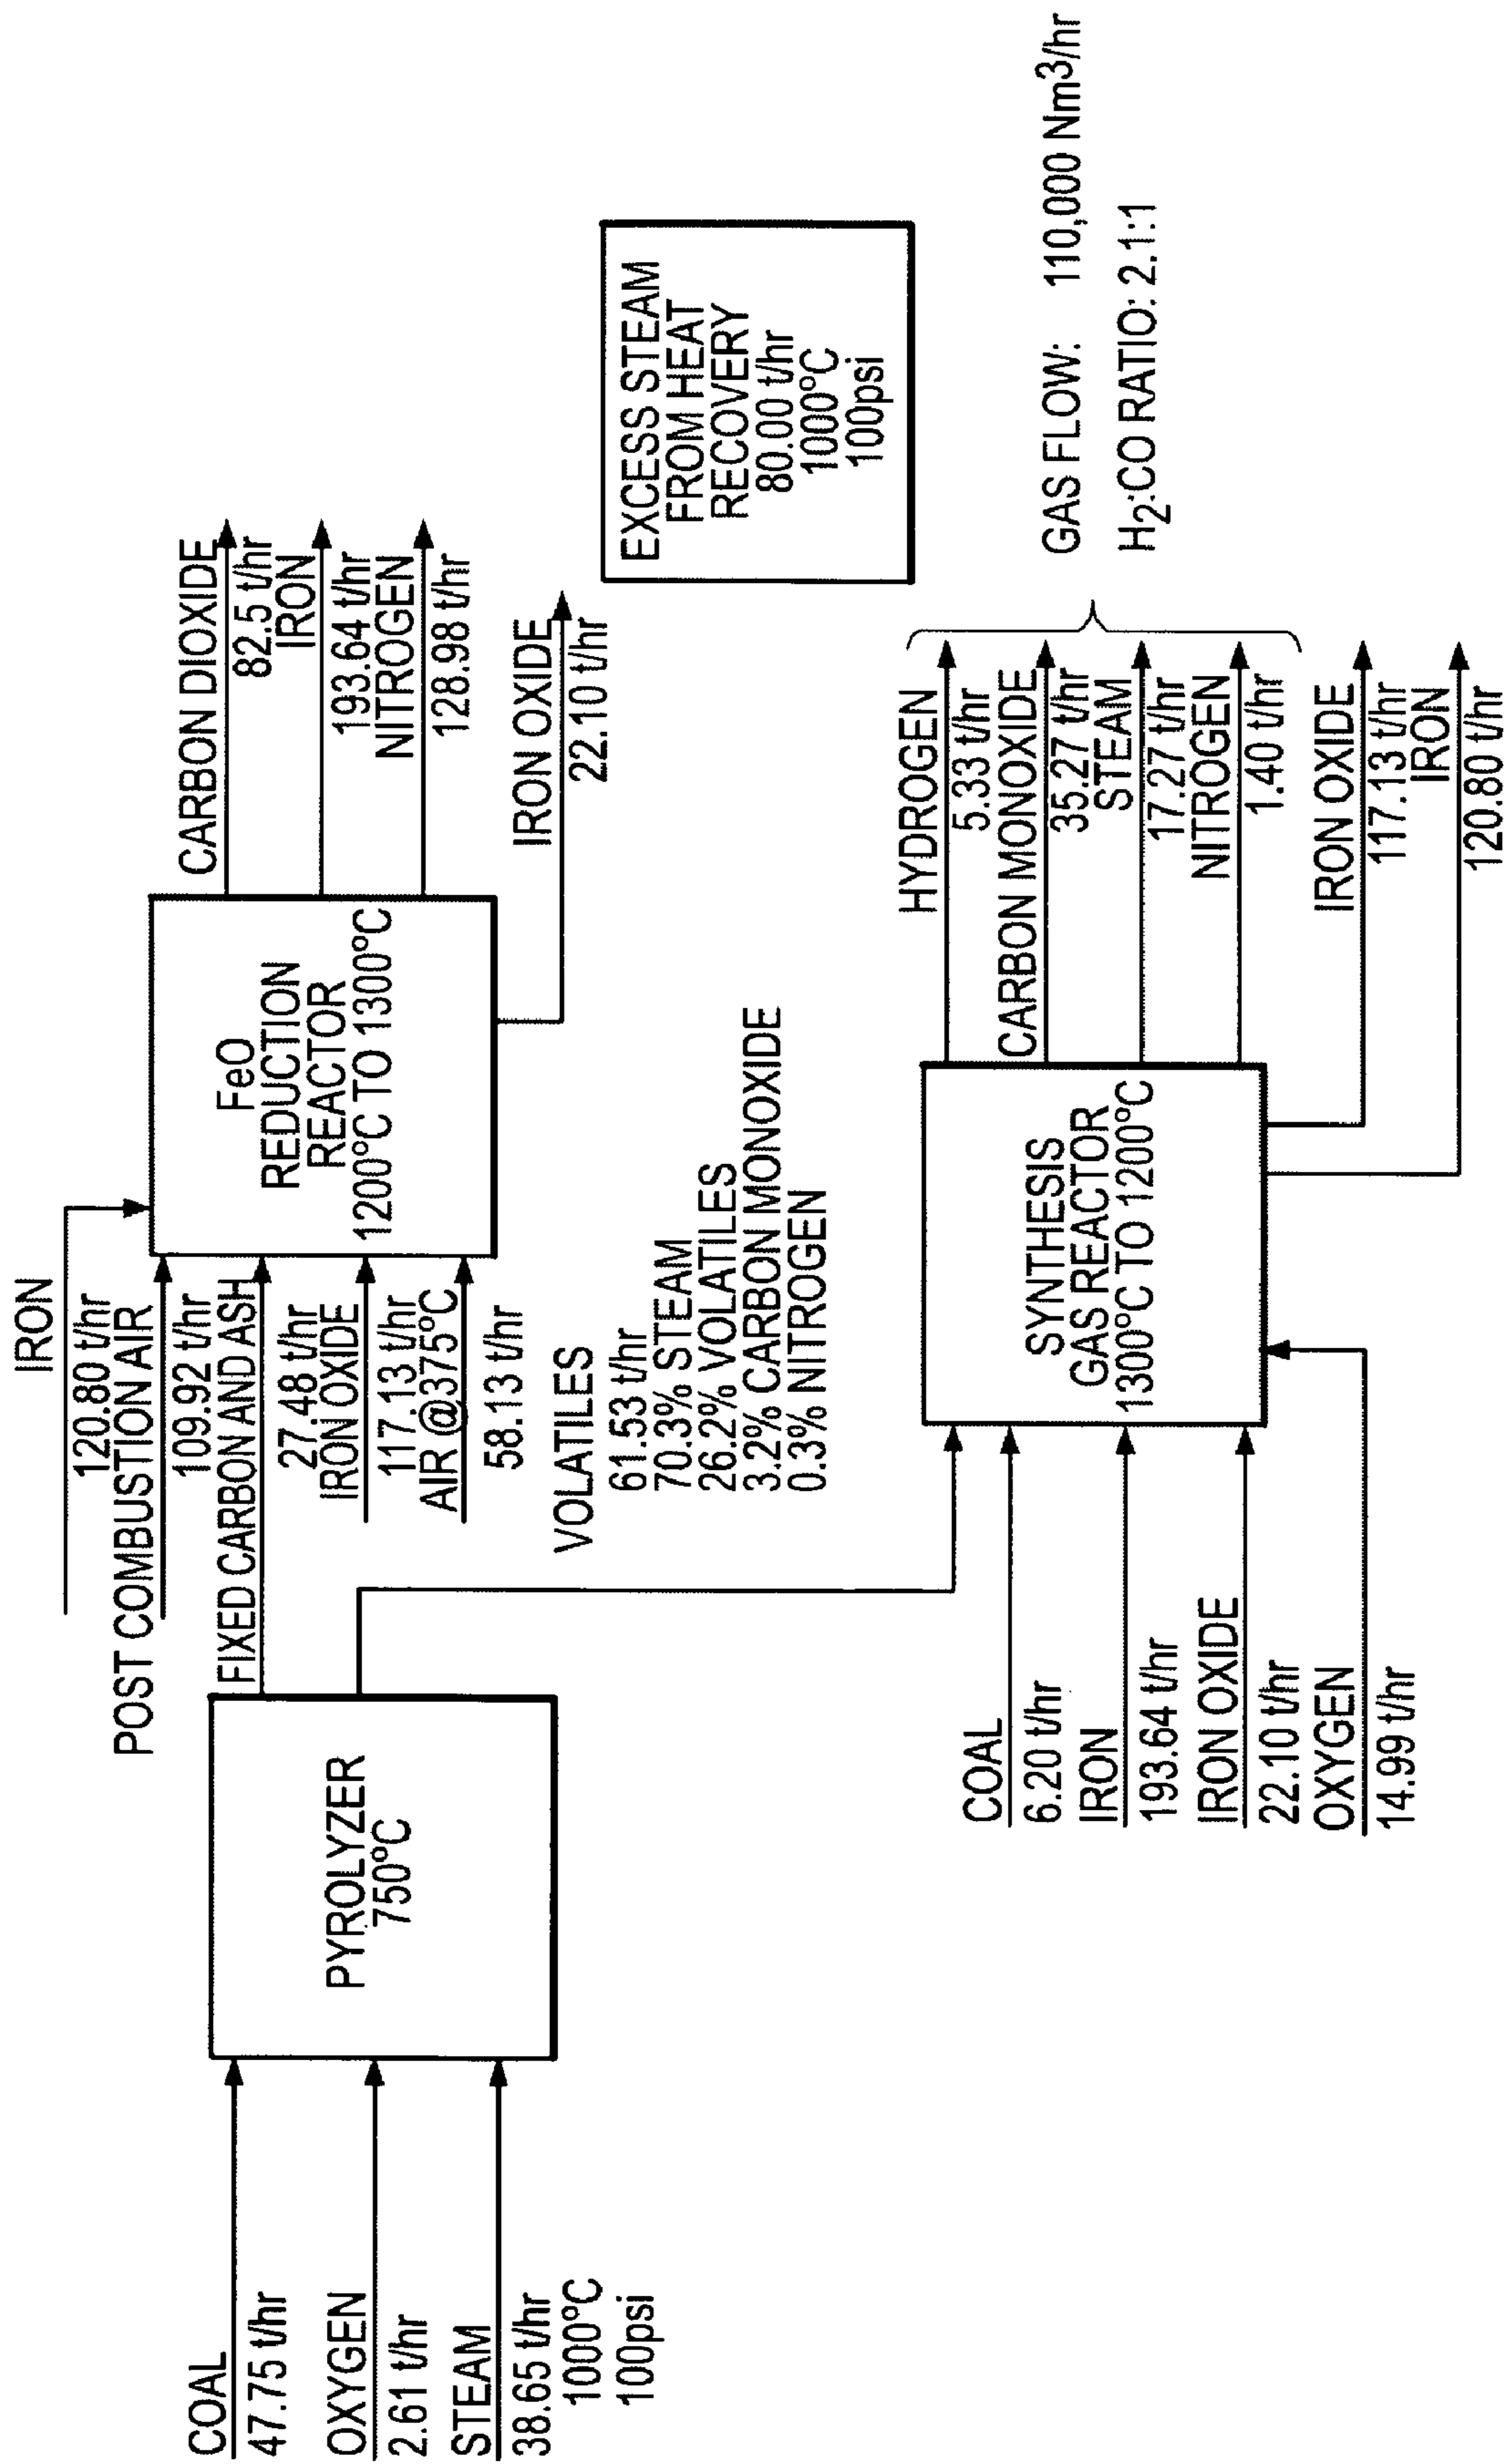 COAL
47.75 t/hr
OXYGEN
2.61 t/hr
STEAM
38.65 t/hr
1000°C
100psi
PYROLYZER
750°C
IRON
120.80 t/hr
POST COMBUSTION AIR
109.92 t/hr
FIXED CARBON AND ASH
27.48 t/hr
IRON OXIDE
117.13 t/hr
AIR @375°C
58.13 t/hr
FeO
REDUCTION
REACTOR
1200°C TO 1300°C
CARBON DIOXIDE
82.5 t/hr
IRON
193.64 t/hr
NITROGEN
128.98 t/hr
IRON OXIDE
22.10 t/hr
VOLATILES
61.53 t/hr
70.3% STEAM
26.2% VOLATILES
3.2% CARBON MONOXIDE
0.3% NITROGEN
EXCESS STEAM
FROM HEAT
RECOVERY
80.00 t/hr
1000°C
100psi
COAL
6.20 t/hr
IRON
193.64 t/hr
IRON OXIDE
22.10 t/hr
OXYGEN
14.99 t/hr
SYNTHESIS
GAS REACTOR
1300°C TO 1200°C
HYDROGEN
5.33 t/hr
CARBON MONOXIDE
35.27 t/hr
STEAM
17.27 t/hr
NITROGEN
1.40 t/hr
IRON OXIDE
117.13 t/hr
IRON
120.80 t/hr
GAS FLOW: 110,000 Nm3/hr
H2:CO RATIO: 2.1:1